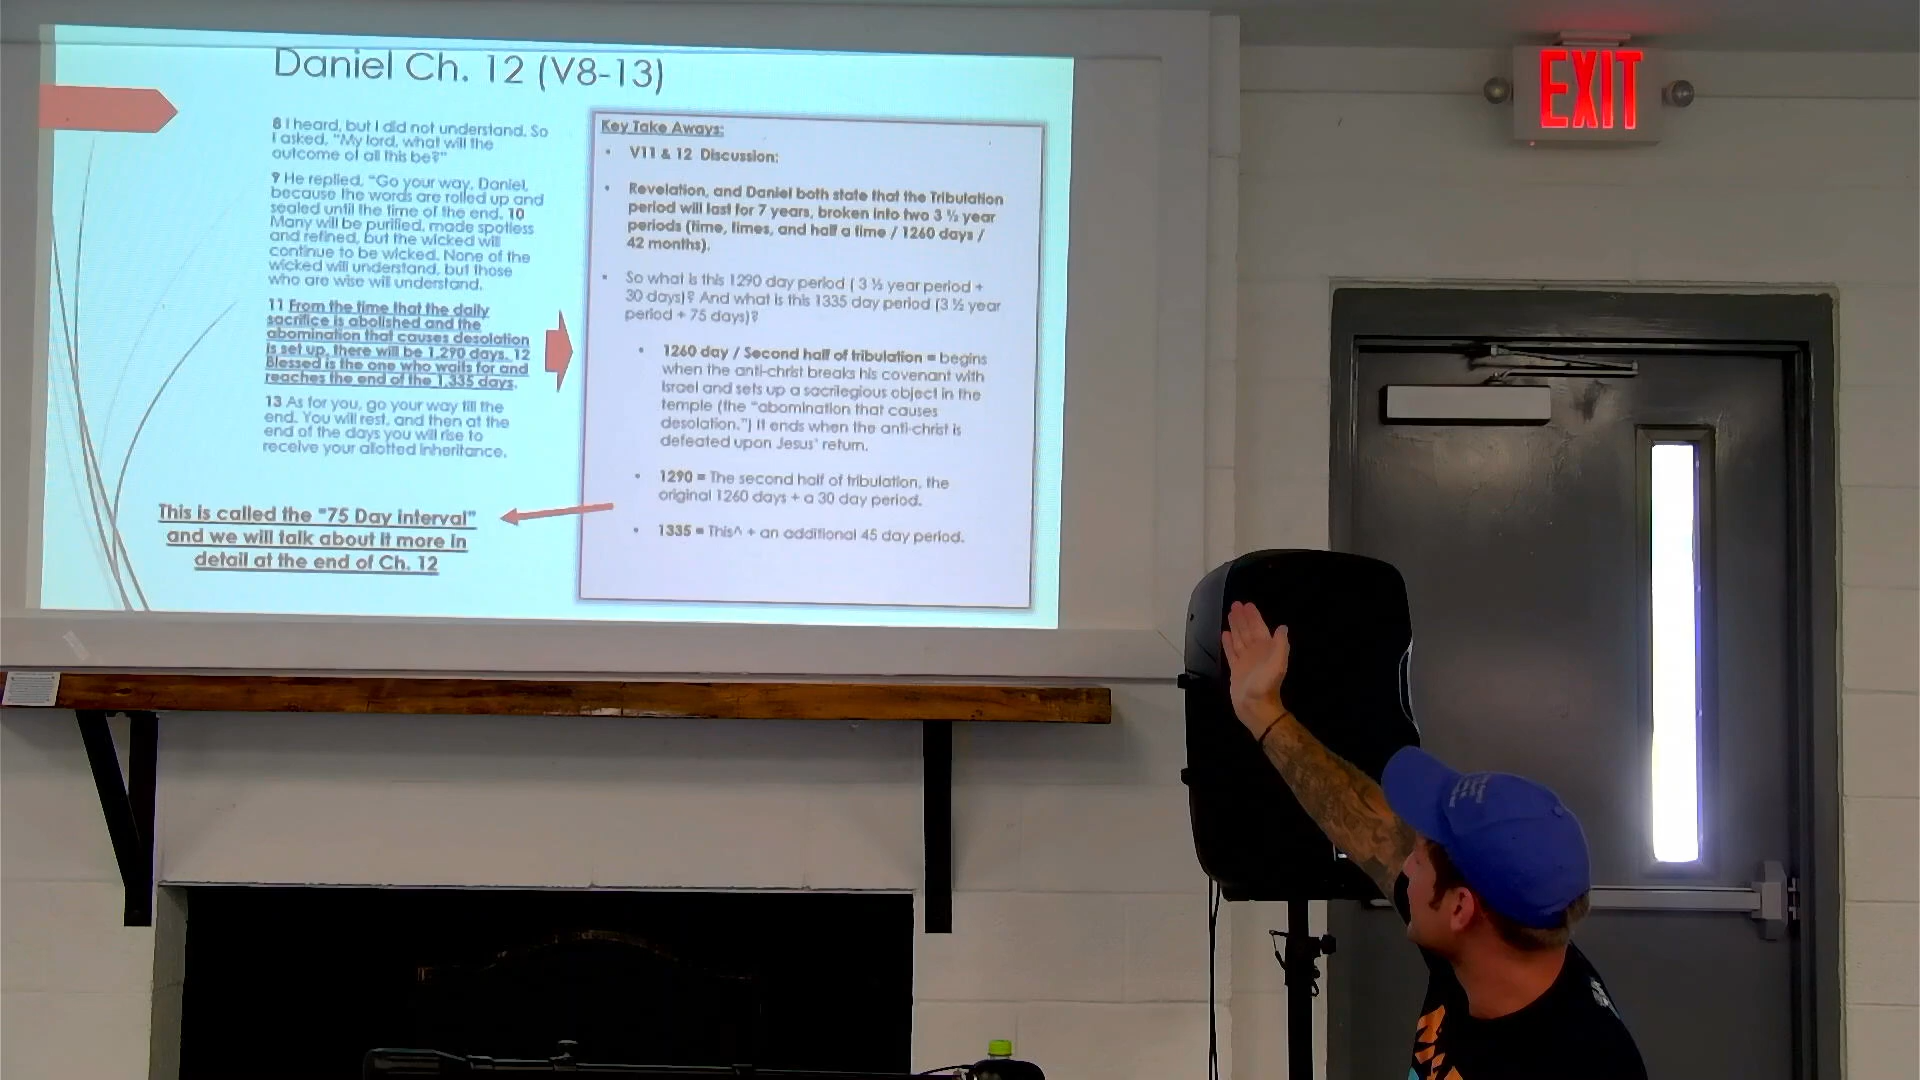 Daniel Ch. 12 (V8-13)
8 I heard, but I did not understand. So
I asked, "My lord, what will the
outcome of all this be?"
9 He replied, "Go your way, Daniel,
because the words are rolled up and
sealed until the time of the end. 10
Many will be purified, made spotless
and refined, but the wicked will
continue to be wicked. None of the
wicked will understand, but those
who are wise will understand.
11 From the time that the daily
sacrifice is abolished and the
abomination that causes desolation
is set up, there will be 1,290 days. 12
Blessed is the one who waits for and
reaches the end of the 1,335 days.
13 As for you, go your way till the
end. You will rest, and then at the
end of the days you will rise to
receive your allotted inheritance.
This is called the "75 Day interval"
and we will talk about it more in
detail at the end of Ch. 12
Key Take Aways:
• V11 & 12 Discussion:
• Revelation, and Daniel both state that the Tribulation
period will last for 7 years, broken into two 3 ½ year
periods (time, times, and half a time / 1260 days /
42 months).
• So what is this 1290 day period ( 3 ½ year period +
30 days)? And what is this 1335 day period (3 ½ year
period + 75 days)?
• 1260 day / Second half of tribulation = begins
when the anti-christ breaks his covenant with
Israel and sets up a sacrilegious object in the
temple (the "abomination that causes
desolation.") It ends when the anti-christ is
defeated upon Jesus' return.
• 1290 = The second half of tribulation, the
original 1260 days + a 30 day period.
• 1335 = This^ + an additional 45 day period.
EXIT